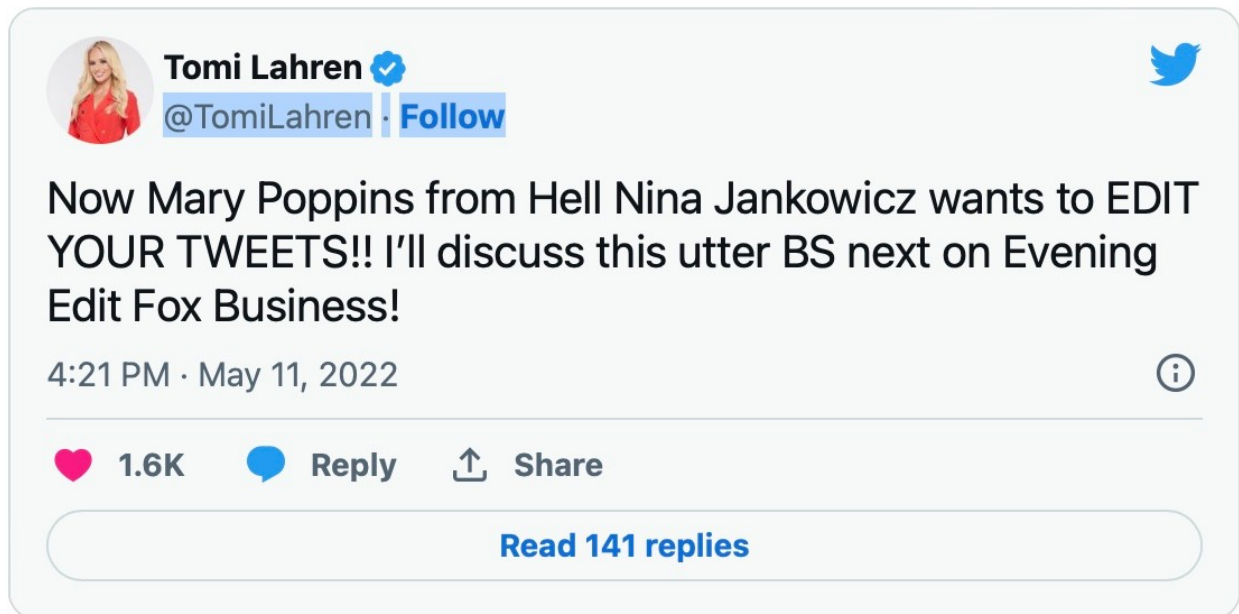 Tomi Lahren
@TomiLahren · Follow
Now Mary Poppins from Hell Nina Jankowicz wants to EDIT
YOUR TWEETS!! I’ll discuss this utter BS next on Evening
Edit Fox Business!
4:21 PM · May 11, 2022
1.6K Reply Share
Read 141 replies